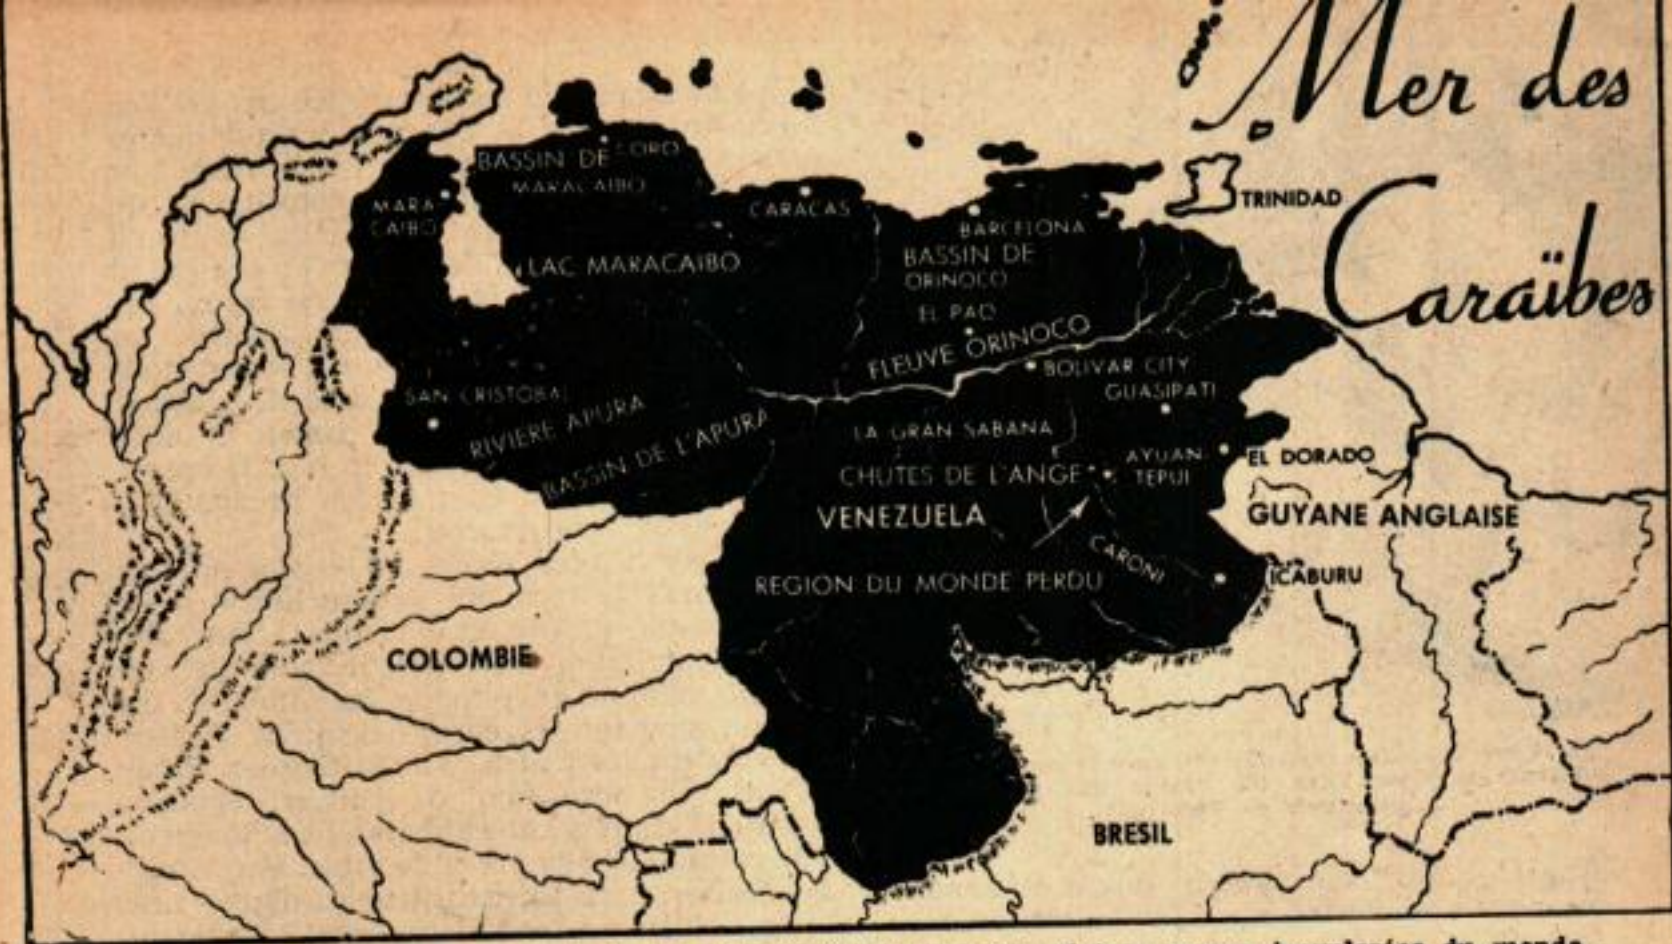 Mer des
Caraïbes
TRINIDAD
BASSIN DE
CORO
MARACAIBO
MARA
CAIBO
CARACAS
BARCELONA
LAC MARACAIBO
BASSIN DE
ORINOCO
EL PAO
FLEUVE ORINOCO
BOLIVAR CITY
GUASIPATI
SAN CRISTOBAL
RIVIERE APURA
BASSIN DE L'APURA
LA GRAN SABANA
CHUTES DE L'ANGE
AYUAN
TEPUI
EL DORADO
VENEZUELA
GUYANE ANGLAISE
CARONI
REGION DU MONDE PERDU
ICABURU
COLOMBIE
BRESIL
du monde